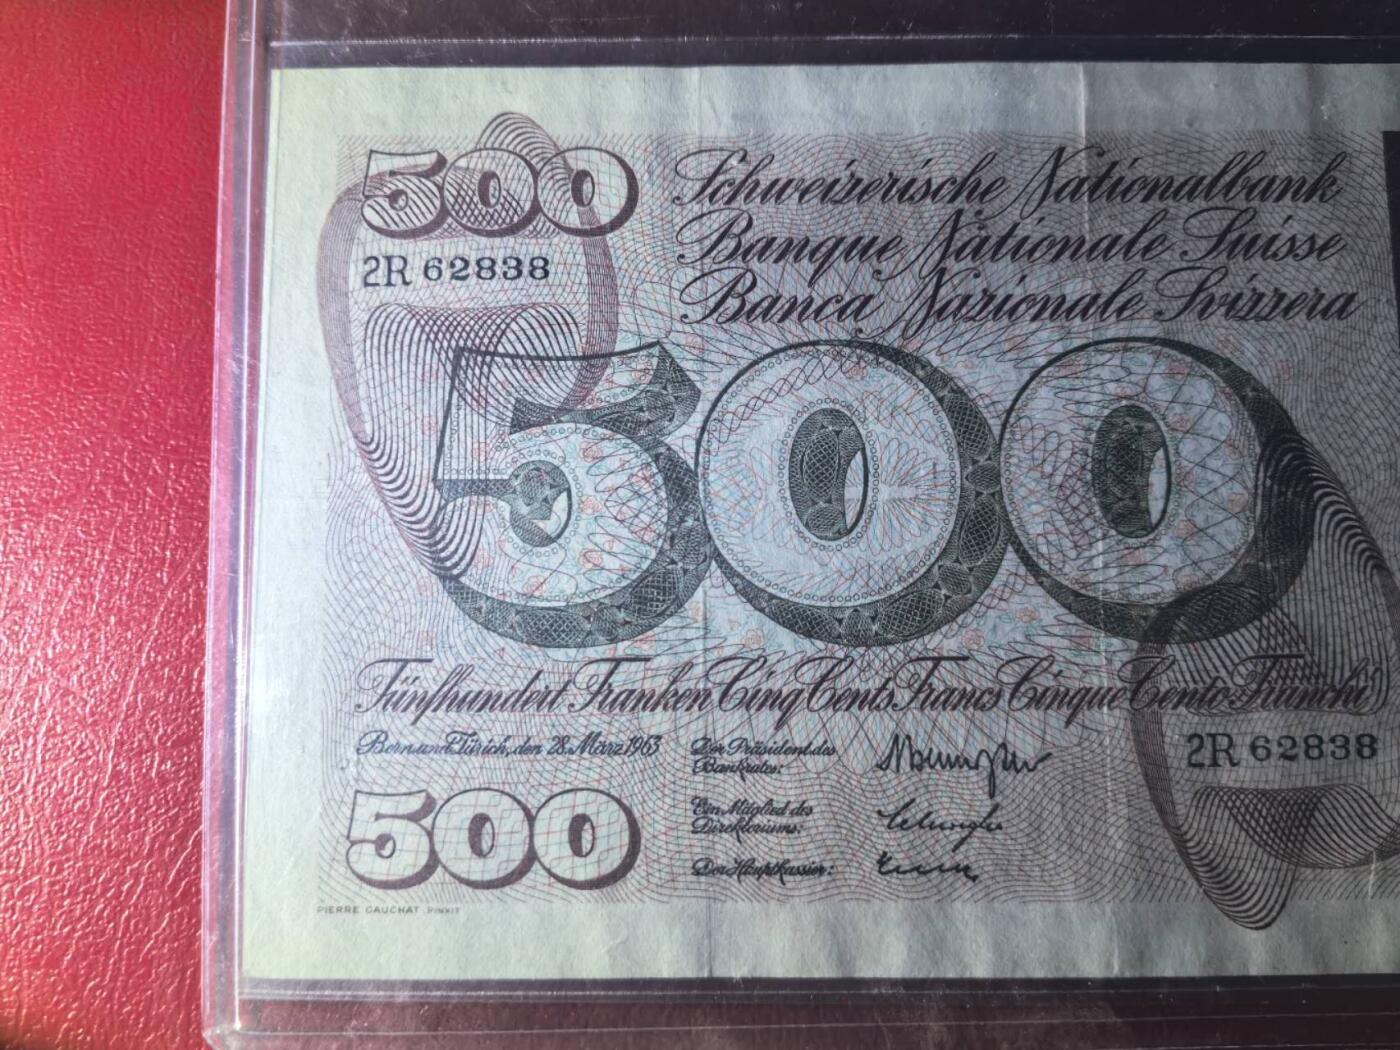 500
2R 62838
Schweizerische Nationalbank
Banque Nationale Suisse
Banca Nazionale Svizzera
500
Fünfhundert Franken Cinq Cents Francs Cinque Cento Franchi
Bern und Zürich, den 28. März 1963
Der Präsident des
Bankrates:
Ein Mitglied des
Direktoriums:
Der Hauptkassier:
2R 62838
500
PIERRE GAUCHAT PINXIT